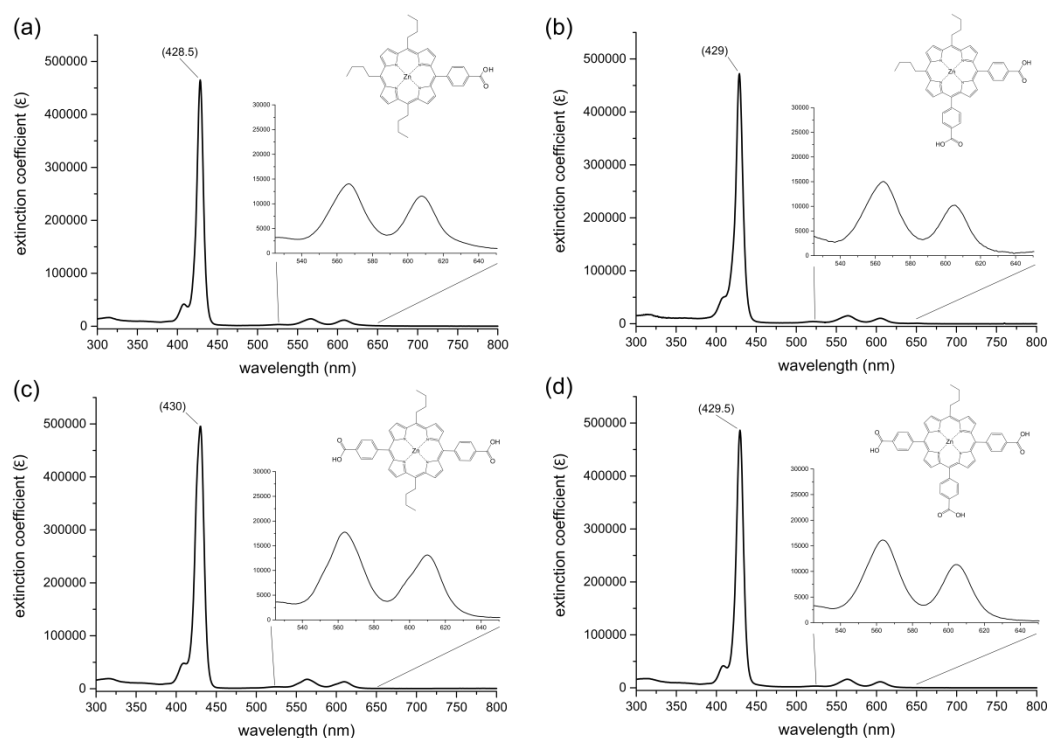 (a)
(428.5)
500000
400000
300000
200000
100000
0
extinction coefficient (ε)
300 350 400 450 500 550 600 650 700 750 800
wavelength (nm)
30000
25000
20000
15000
10000
5000
0
540 560 580 600 620 640
Zn
OH
O
(b)
(429)
500000
400000
300000
200000
100000
0
extinction coefficient (ε)
300 350 400 450 500 550 600 650 700 750 800
wavelength (nm)
30000
25000
20000
15000
10000
5000
0
540 560 580 600 620 640
Zn
OH
O
HO
O
(c)
(430)
500000
400000
300000
200000
100000
0
extinction coefficient (ε)
300 350 400 450 500 550 600 650 700 750 800
wavelength (nm)
30000
25000
20000
15000
10000
5000
0
540 560 580 600 620 640
O
HO
Zn
OH
O
(d)
(429.5)
500000
400000
300000
200000
100000
0
extinction coefficient (ε)
300 350 400 450 500 550 600 650 700 750 800
wavelength (nm)
30000
25000
20000
15000
10000
5000
0
540 560 580 600 620 640
O
HO
Zn
OH
O
O
OH